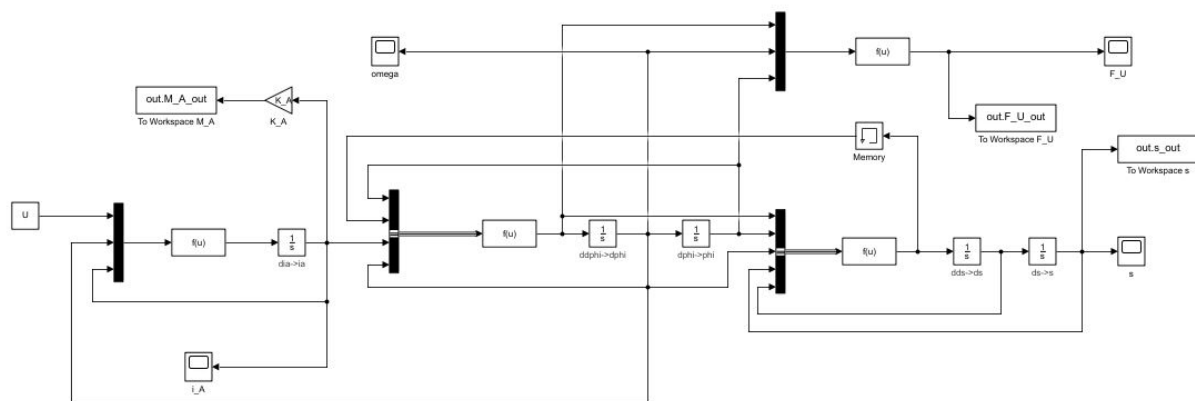 omega
f(u)
F_U
out.M_A_out
To Workspace M_A
K_A
K_A
out.F_U_out
To Workspace F_U
Memory
out.s_out
To Workspace s
U
f(u)
1
s
dia->ia
f(u)
1
s
ddphi->dphi
1
s
dphi->phi
f(u)
1
s
dds->ds
1
s
ds->s
s
i_A